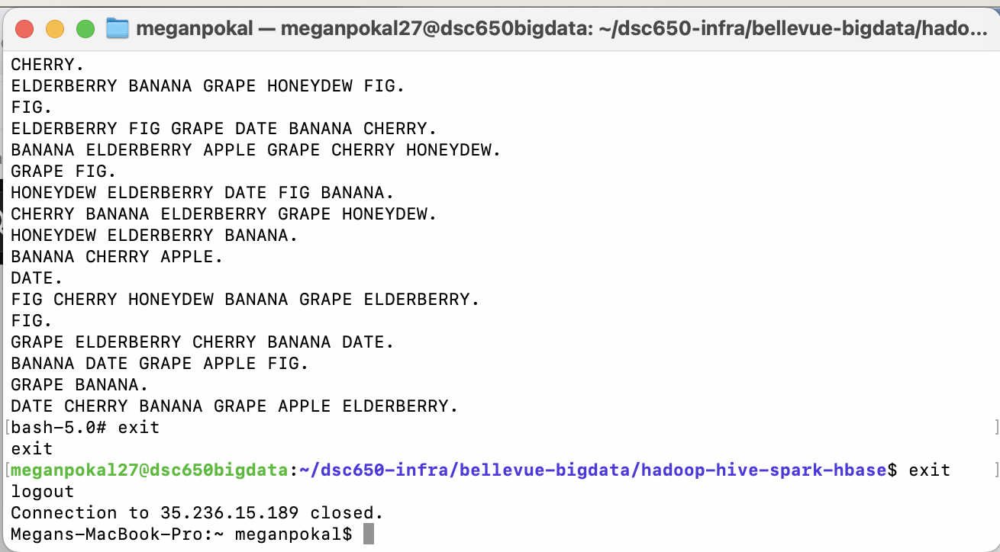 meganpokal — meganpokal27@dsc650bigdata: ~/dsc650-infra/bellevue-bigdata/hado...
CHERRY.
ELDERBERRY BANANA GRAPE HONEYDEW FIG.
FIG.
ELDERBERRY FIG GRAPE DATE BANANA CHERRY.
BANANA ELDERBERRY APPLE GRAPE CHERRY HONEYDEW.
GRAPE FIG.
HONEYDEW ELDERBERRY DATE FIG BANANA.
CHERRY BANANA ELDERBERRY GRAPE HONEYDEW.
HONEYDEW ELDERBERRY BANANA.
BANANA CHERRY APPLE.
DATE.
FIG CHERRY HONEYDEW BANANA GRAPE ELDERBERRY.
FIG.
GRAPE ELDERBERRY CHERRY BANANA DATE.
BANANA DATE GRAPE APPLE FIG.
GRAPE BANANA.
DATE CHERRY BANANA GRAPE APPLE ELDERBERRY.
[bash-5.0# exit ]
exit
[meganpokal27@dsc650bigdata:~/dsc650-infra/bellevue-bigdata/hadoop-hive-spark-hbase$ exit ]
logout
Connection to 35.236.15.189 closed.
Megans-MacBook-Pro:~ meganpokal$